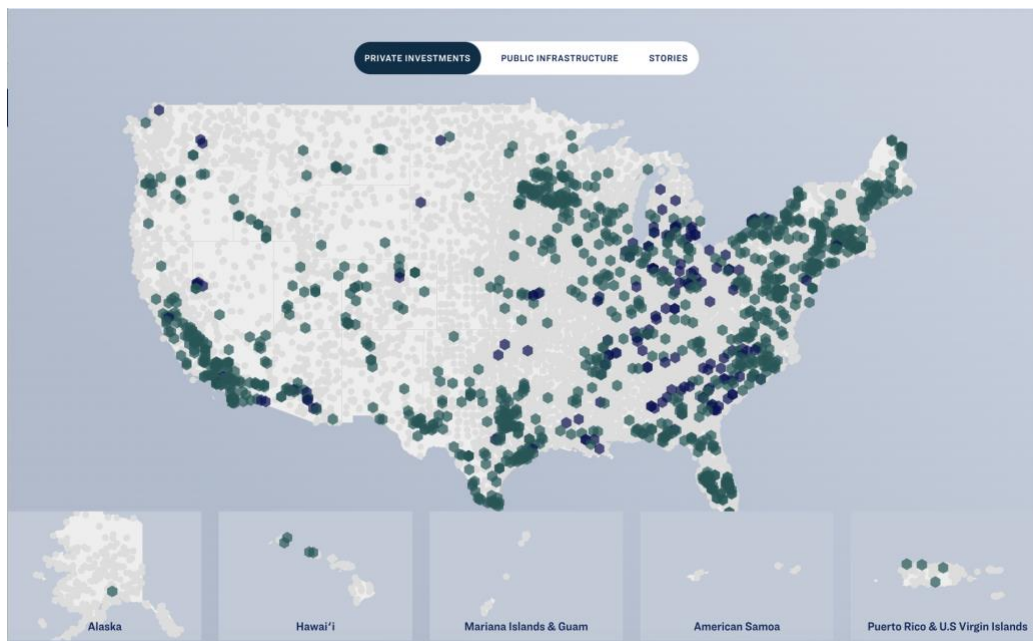 PRIVATE INVESTMENTS PUBLIC INFRASTRUCTURE STORIES
Alaska Hawaiʻi Mariana Islands & Guam American Samoa Puerto Rico & U.S Virgin Islands